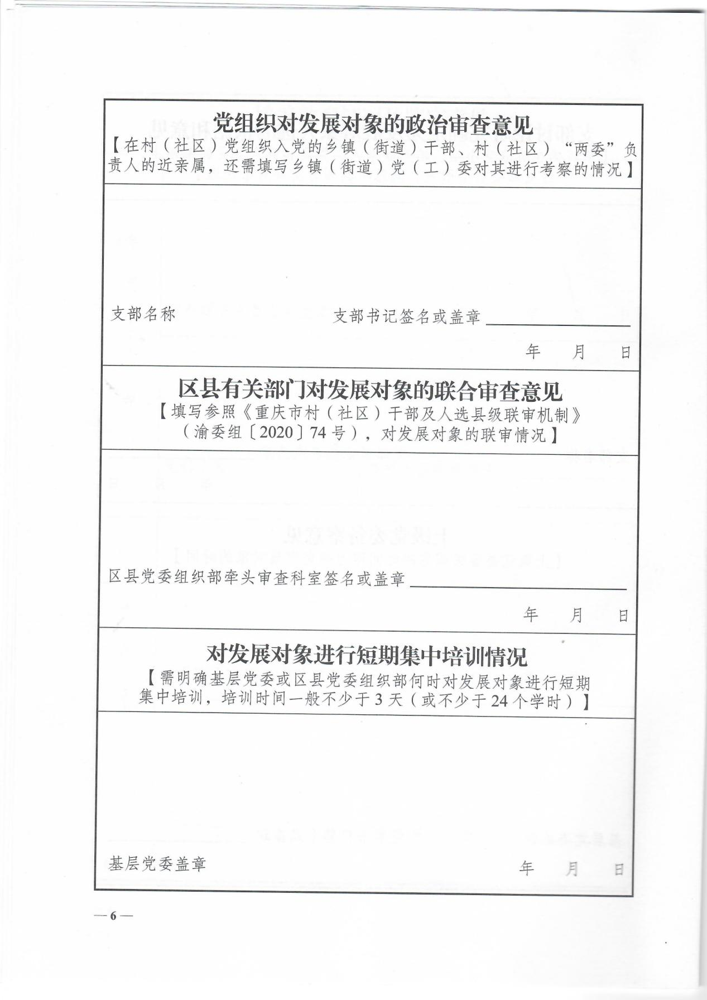 党组织对发展对象的政治审查意见
【在村（社区）党组织入党的乡镇（街道）干部、村（社区）“两委”负
责人的近亲属，还需填写乡镇（街道）党（工）委对其进行考察的情况】
支部名称 支部书记签名或盖章
年 月 日
区县有关部门对发展对象的联合审查意见
【填写参照《重庆市村（社区）干部及人选县级联审机制》
（渝委组〔2020〕74号），对发展对象的联审情况】
区县党委组织部牵头审查科室签名或盖章
年 月 日
对发展对象进行短期集中培训情况
【需明确基层党委或区县党委组织部何时对发展对象进行短期
集中培训，培训时间一般不少于3天（或不少于24个学时）】
基层党委盖章 年 月 日
— 6 —